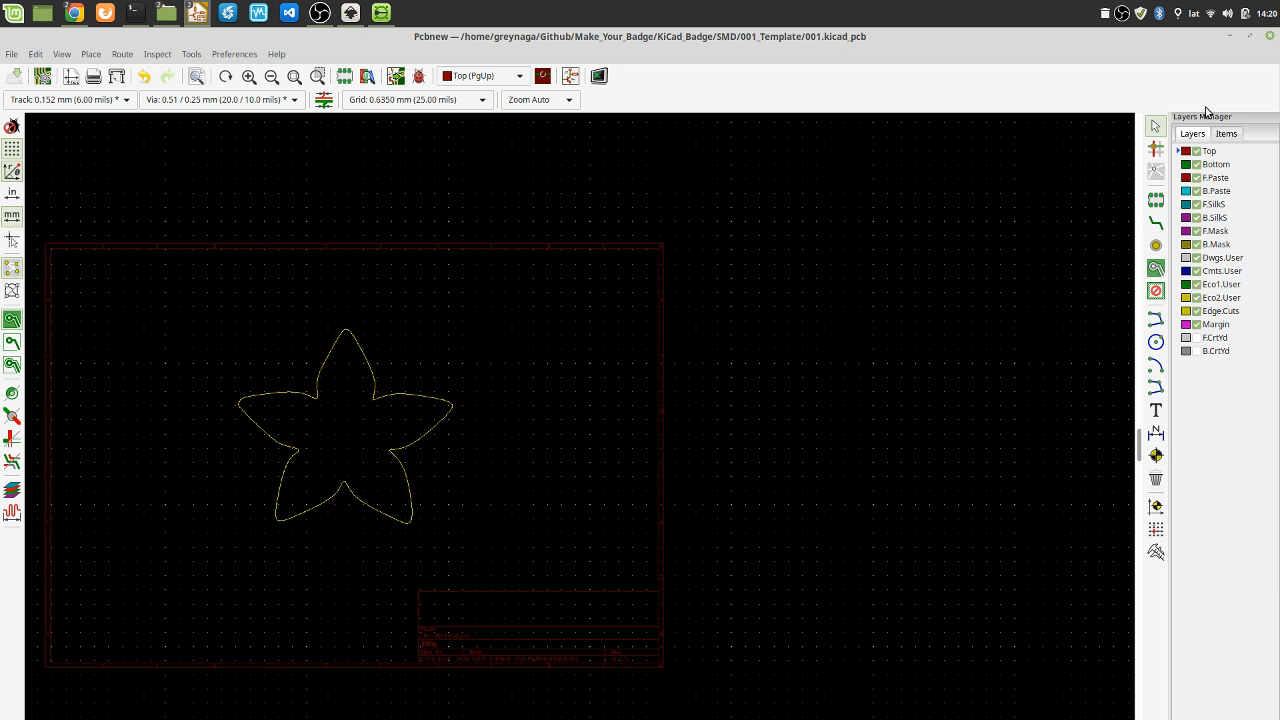 lat
14:20
Pcbnew — /home/greynaga/Github/Make_Your_Badge/KiCad_Badge/SMD/001_Template/001.kicad_pcb
File Edit View Place Route Inspect Tools Preferences Help
Top (PgUp)
Track: 0.152 mm (6.00 mils) * Via: 0.51 / 0.25 mm (20.0 / 10.0 mils) * Grid: 0.6350 mm (25.00 mils) Zoom Auto
Layers Manager
Layers Items
Top
Bottom
F.Paste
B.Paste
F.SilkS
B.SilkS
F.Mask
B.Mask
Dwgs.User
Cmts.User
Eco1.User
Eco2.User
Edge.Cuts
Margin
F.CrtYd
B.CrtYd
in
mm
T
N